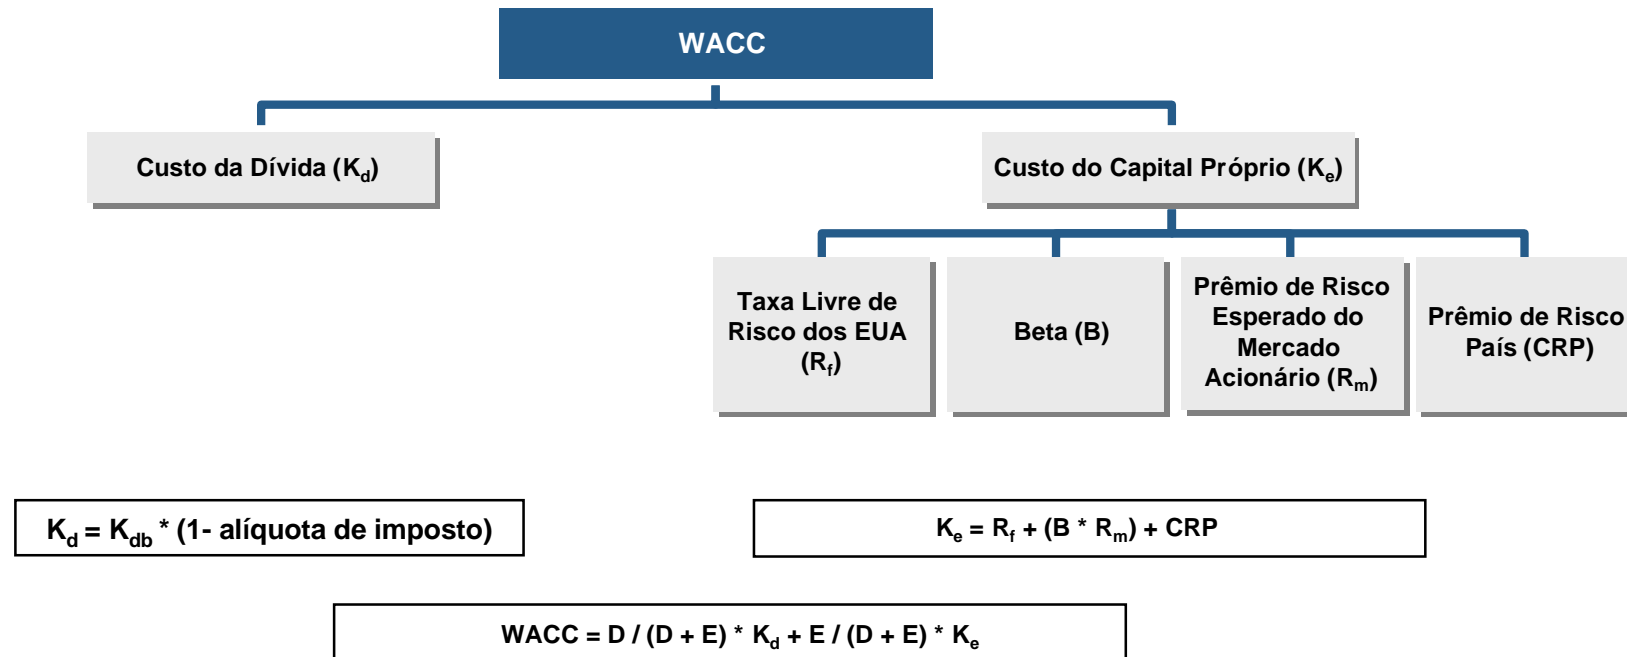 WACC
Custo da Dívida (Kd)
Custo do Capital Próprio (Ke)
Taxa Livre de
Risco dos EUA
(Rf)
Beta (B)
Prêmio de Risco
Esperado do
Mercado
Acionário (Rm)
Prêmio de Risco
País (CRP)
Kd = Kdb * (1- alíquota de imposto)
Ke = Rf + (B * Rm) + CRP
WACC = D / (D + E) * Kd + E / (D + E) * Ke